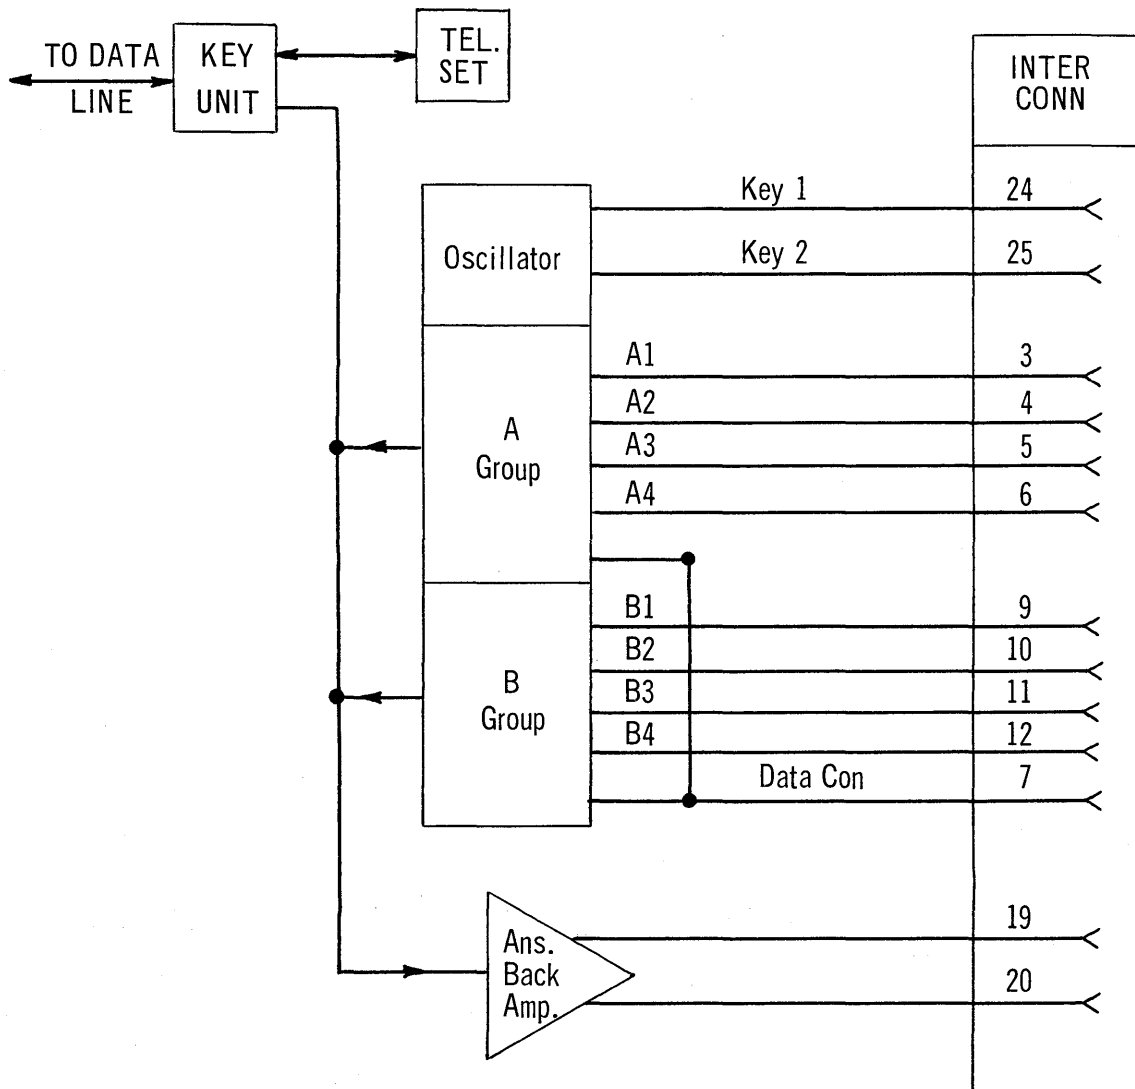 TO DATA
LINE
KEY
UNIT
TEL.
SET
INTER
CONN
Oscillator
Key 1
24
Key 2
25
A
Group
A1
3
A2
4
A3
5
A4
6
B
Group
B1
9
B2
10
B3
11
B4
12
Data Con
7
Ans.
Back
Amp.
19
20